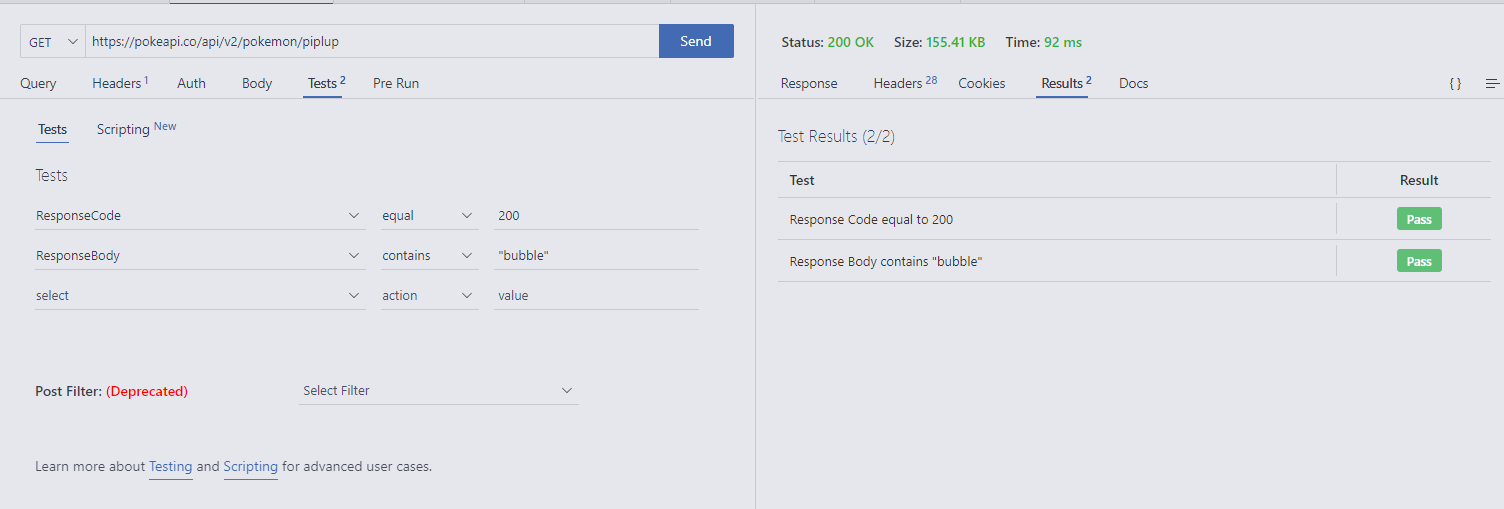 GET https://pokeapi.co/api/v2/pokemon/piplup Send
Query Headers 1 Auth Body Tests 2 Pre Run
Tests Scripting New
Tests
ResponseCode equal 200
ResponseBody contains "bubble"
select action value
Post Filter: (Deprecated) Select Filter
Learn more about Testing and Scripting for advanced user cases.
Status: 200 OK Size: 155.41 KB Time: 92 ms
Response Headers 28 Cookies Results 2 Docs { }
Test Results (2/2)
Test Result
Response Code equal to 200 Pass
Response Body contains "bubble" Pass